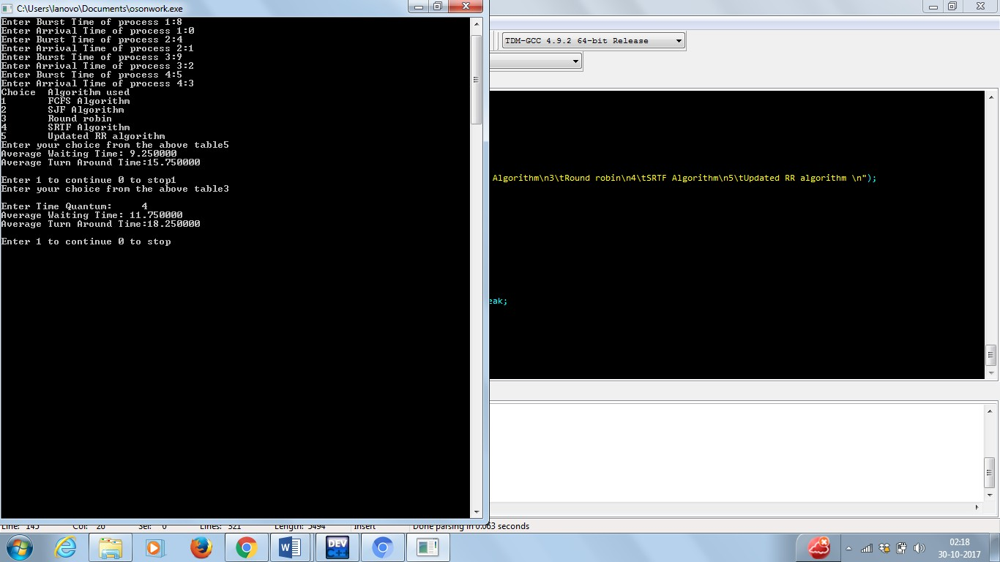 C:\Users\lanovo\Documents\osonwork.exe
Enter Burst Time of process 1:8
Enter Arrival Time of process 1:0
Enter Burst Time of process 2:4
Enter Arrival Time of process 2:1
Enter Burst Time of process 3:9
Enter Arrival Time of process 3:2
Enter Burst Time of process 4:5
Enter Arrival Time of process 4:3
Choice Algorithm used
1 FCFS Algorithm
2 SJF Algorithm
3 Round robin
4 SRTF Algorithm
5 Updated RR algorithm
Enter your choice from the above table5
Average Waiting Time: 9.250000
Average Turn Around Time:15.750000
Enter 1 to continue 0 to stop1
Enter your choice from the above table3
Enter Time Quantum: 4
Average Waiting Time: 11.750000
Average Turn Around Time:18.250000
Enter 1 to continue 0 to stop
TDM-GCC 4.9.2 64-bit Release
Algorithm\n3\tRound robin\n4\tSRTF Algorithm\n5\tUpdated RR algorithm \n");
eak;
Line: 145 Col: 26 Sel: 0 Lines: 321 Length: 5494 Insert Done parsing in 0.063 seconds
DEV
C++
02:18
30-10-2017